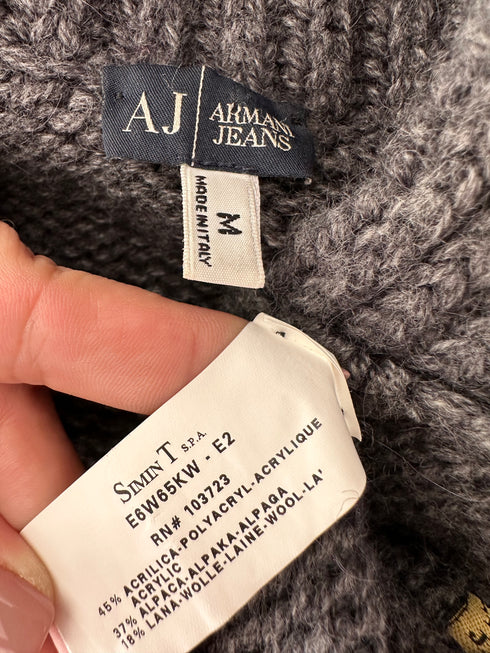 AJ
ARMANI
JEANS
M
MADE IN ITALY
SIMINT S.P.A.
E6W65KW - E2
RN# 103723
45% ACRILICA-POLYACRYL-ACRYLIQUE
ACRYLIC
37% ALPACA-ALPAKA-ALPAGA
18% LANA-WOLLE-LAINE-WOOL-LA'